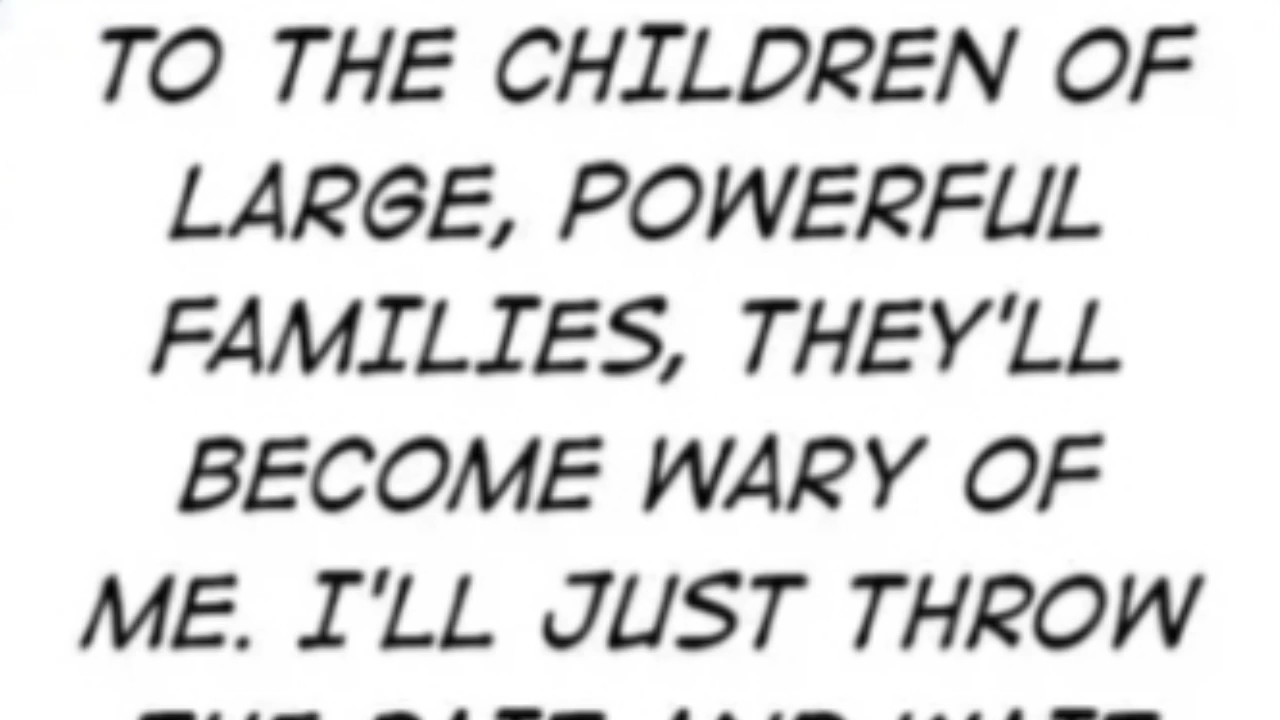 TO THE CHILDREN OF
LARGE, POWERFUL
FAMILIES, THEY'LL
BECOME WARY OF
ME. I'LL JUST THROW